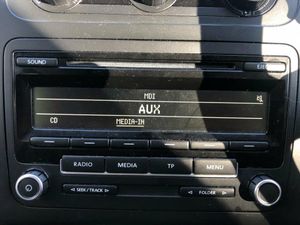 SOUND
MDI
AUX
CD MEDIA-IN
RADIO MEDIA TP MENU
SEEK/TRACK FOLDER